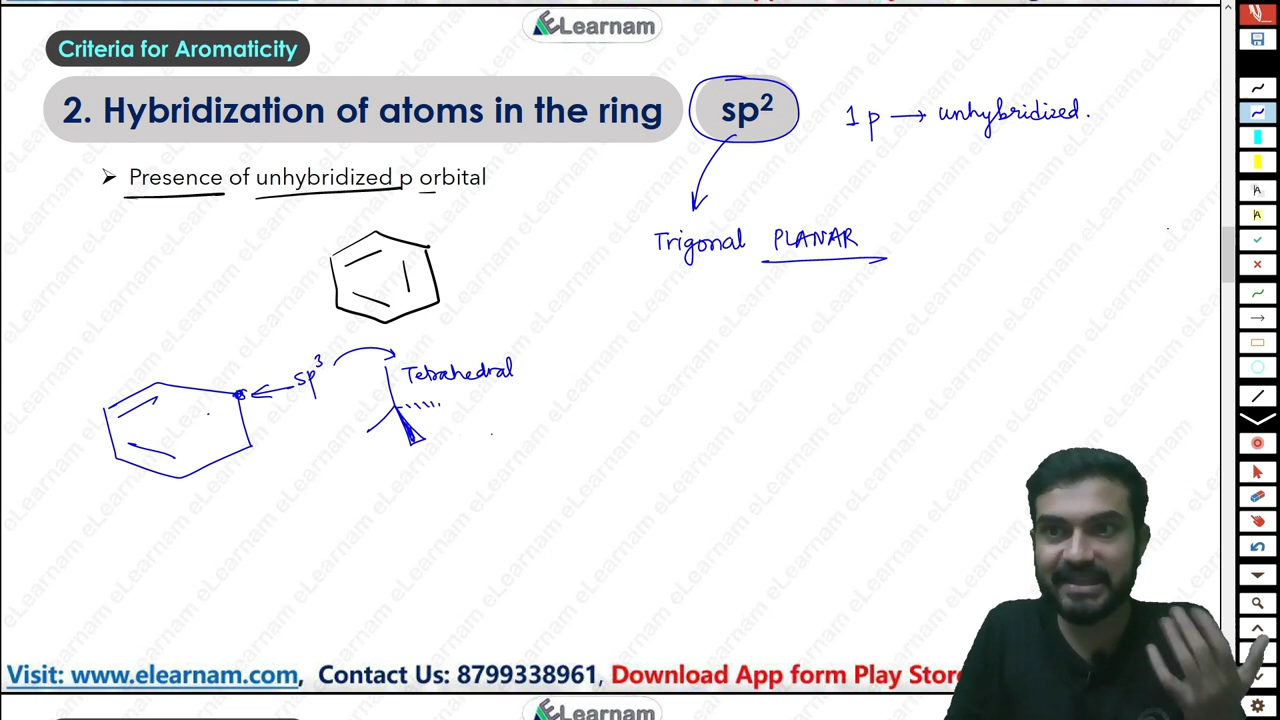 ELearnam
Criteria for Aromaticity
2. Hybridization of atoms in the ring
sp²
1 p → unhybridized.
➢ Presence of unhybridized p orbital
Trigonal PLANAR
sp³
Tetrahedral
Visit: www.elearnam.com, Contact Us: 8799338961, Download App form Play Store
ELearnam